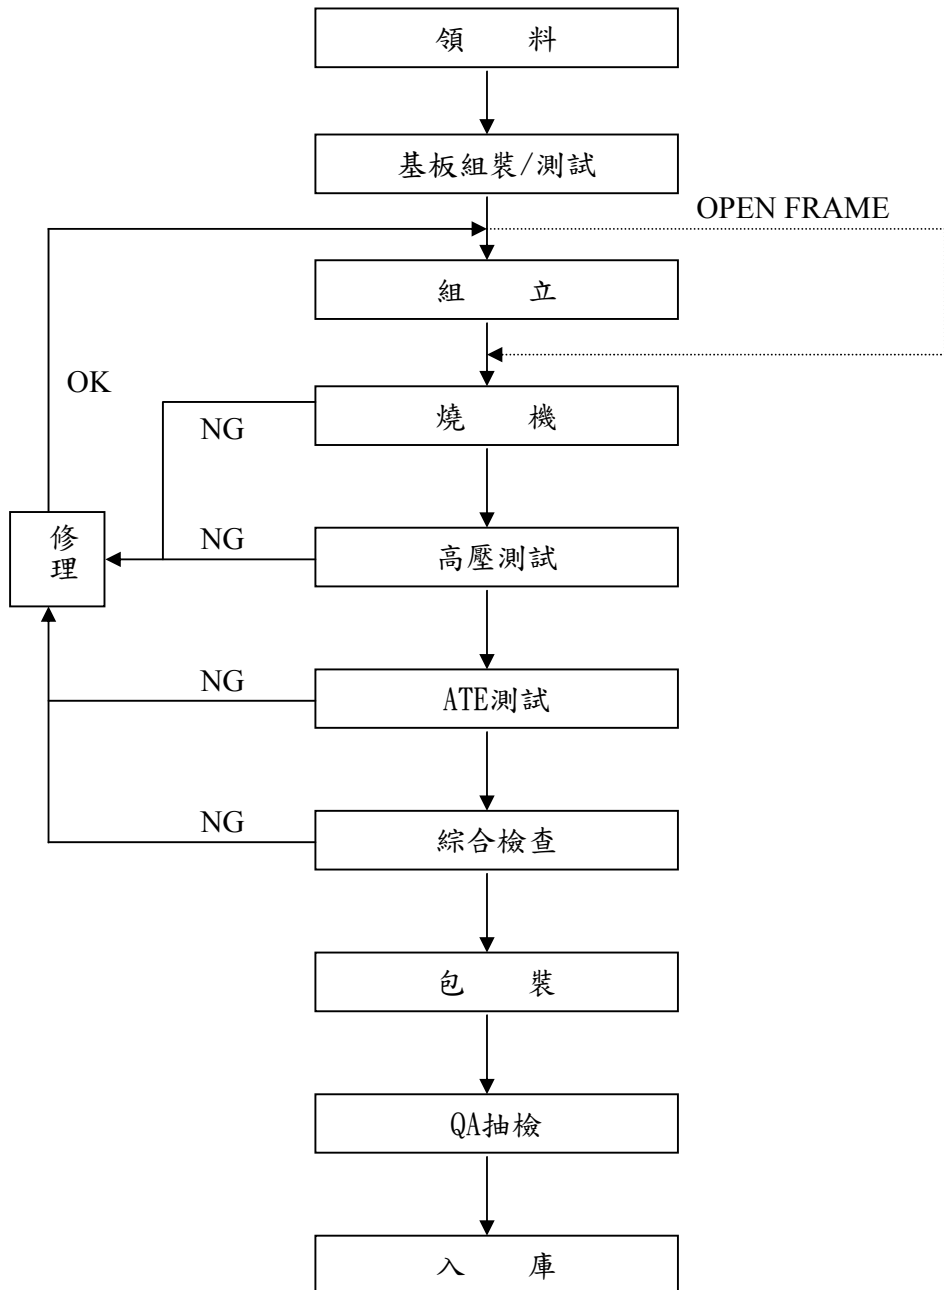 領 料
基板組裝/測試
OPEN FRAME
組 立
OK
燒 機
NG
修
理
NG
高壓測試
NG
ATE測試
NG
綜合檢查
包 裝
QA抽檢
入 庫